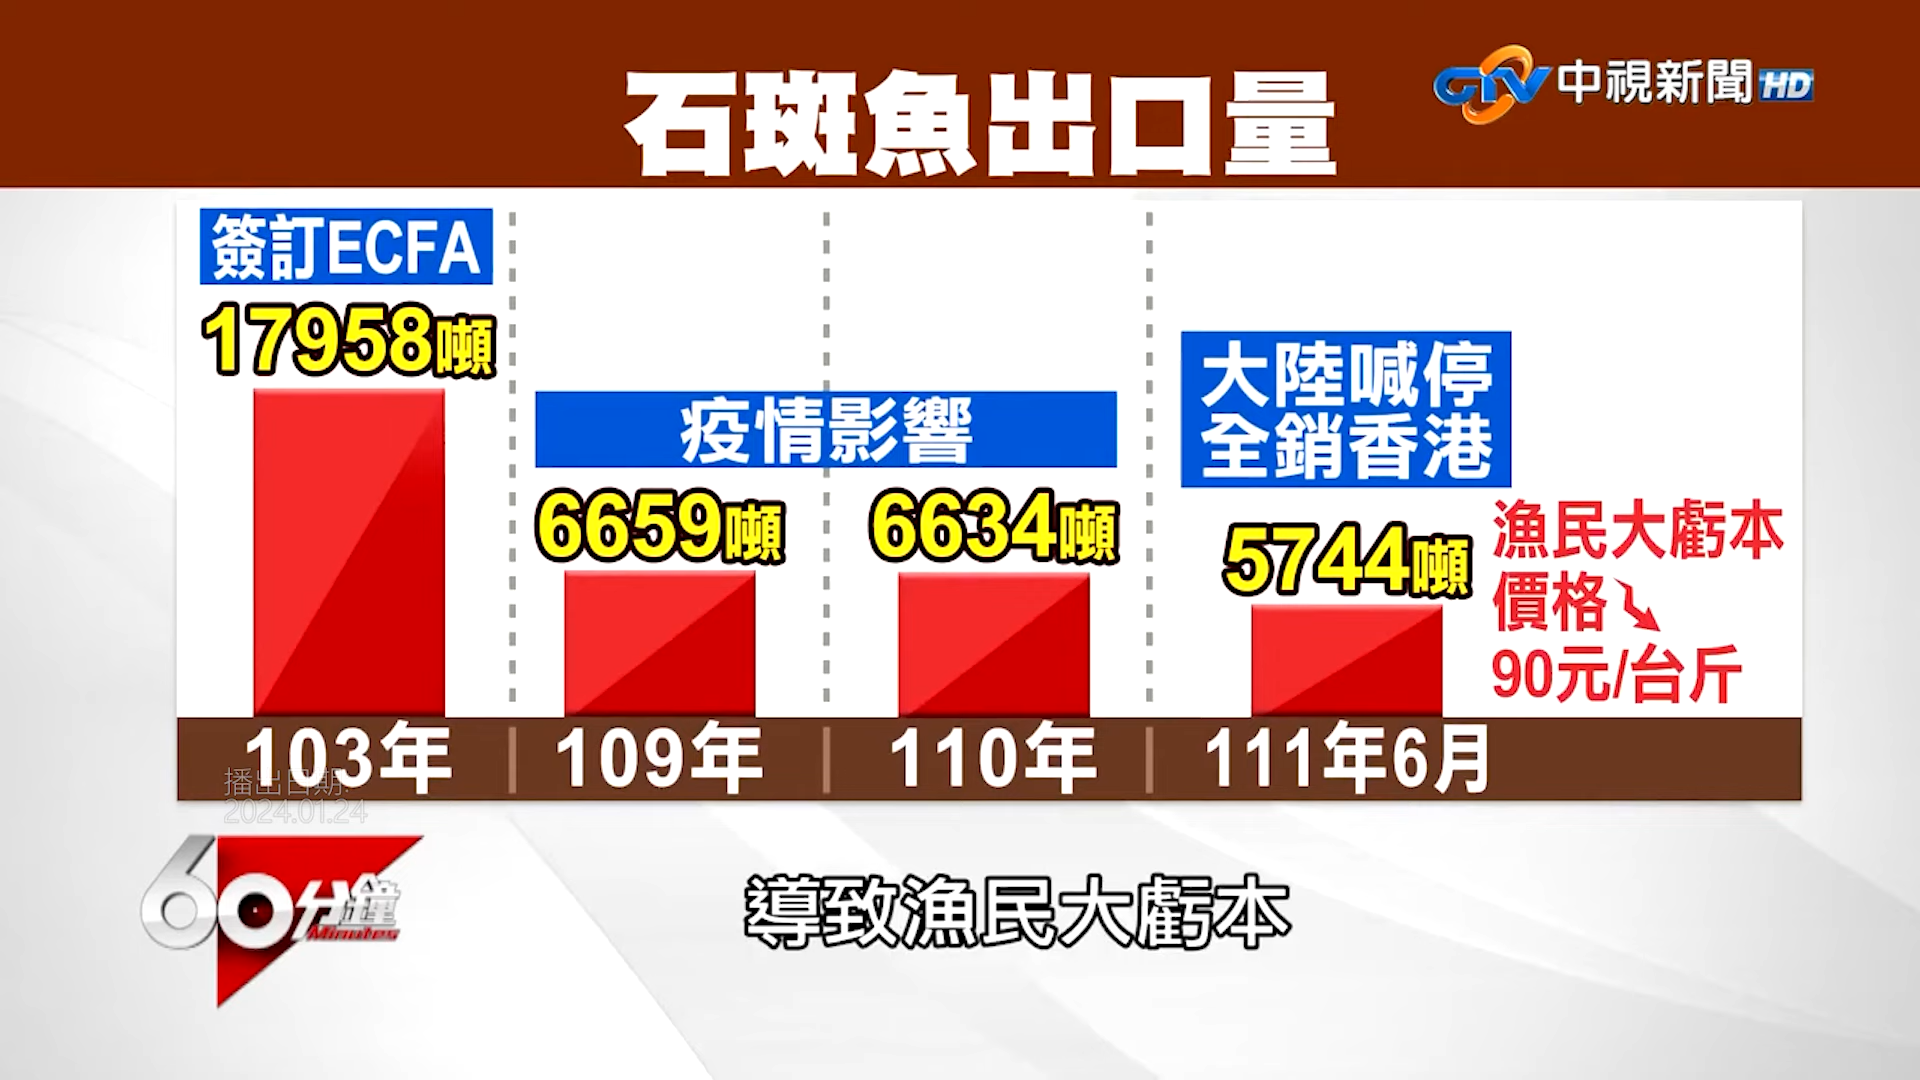 石斑魚出口量
CTV中視新聞HD
簽訂ECFA
17958噸
疫情影響
6659噸
6634噸
大陸喊停
全銷香港
5744噸
漁民大虧本
價格↘
90元/台斤
103年
109年
110年
111年6月
播出日期:
2024.01.24
60分鐘
Minutes
導致漁民大虧本